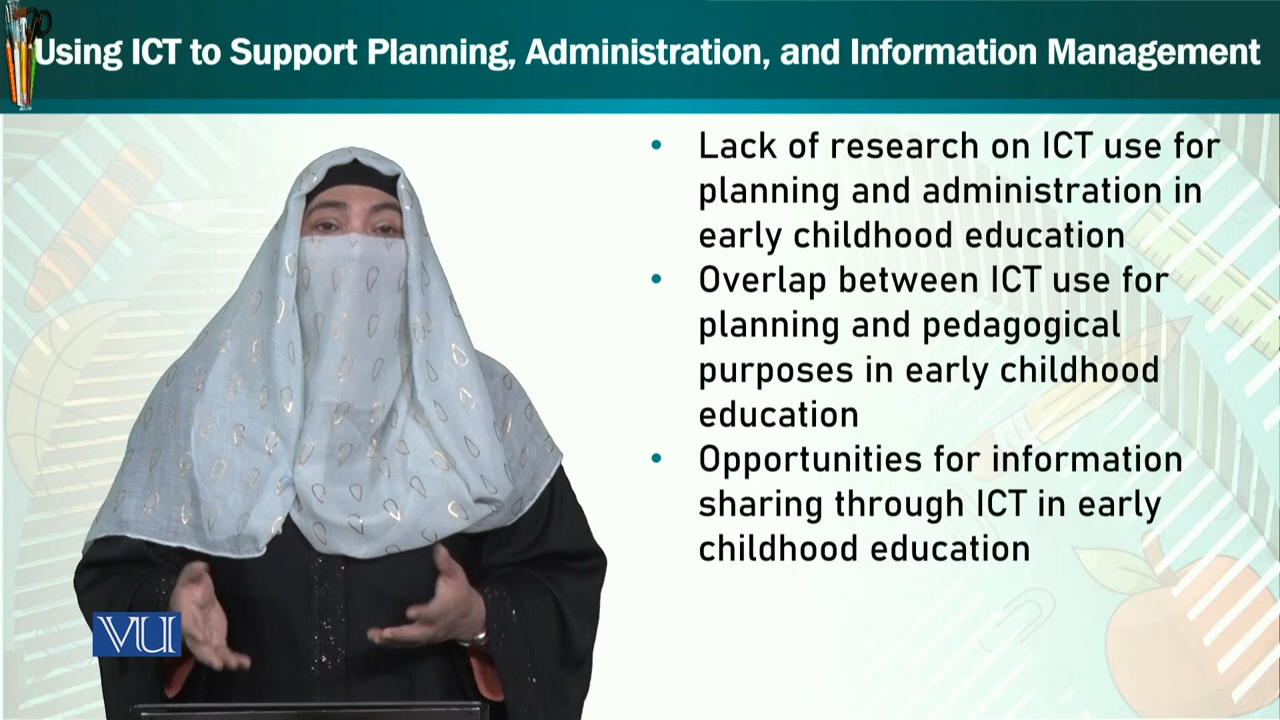 Using ICT to Support Planning, Administration, and Information Management
• Lack of research on ICT use for
planning and administration in
early childhood education
• Overlap between ICT use for
planning and pedagogical
purposes in early childhood
education
• Opportunities for information
sharing through ICT in early
childhood education
VU